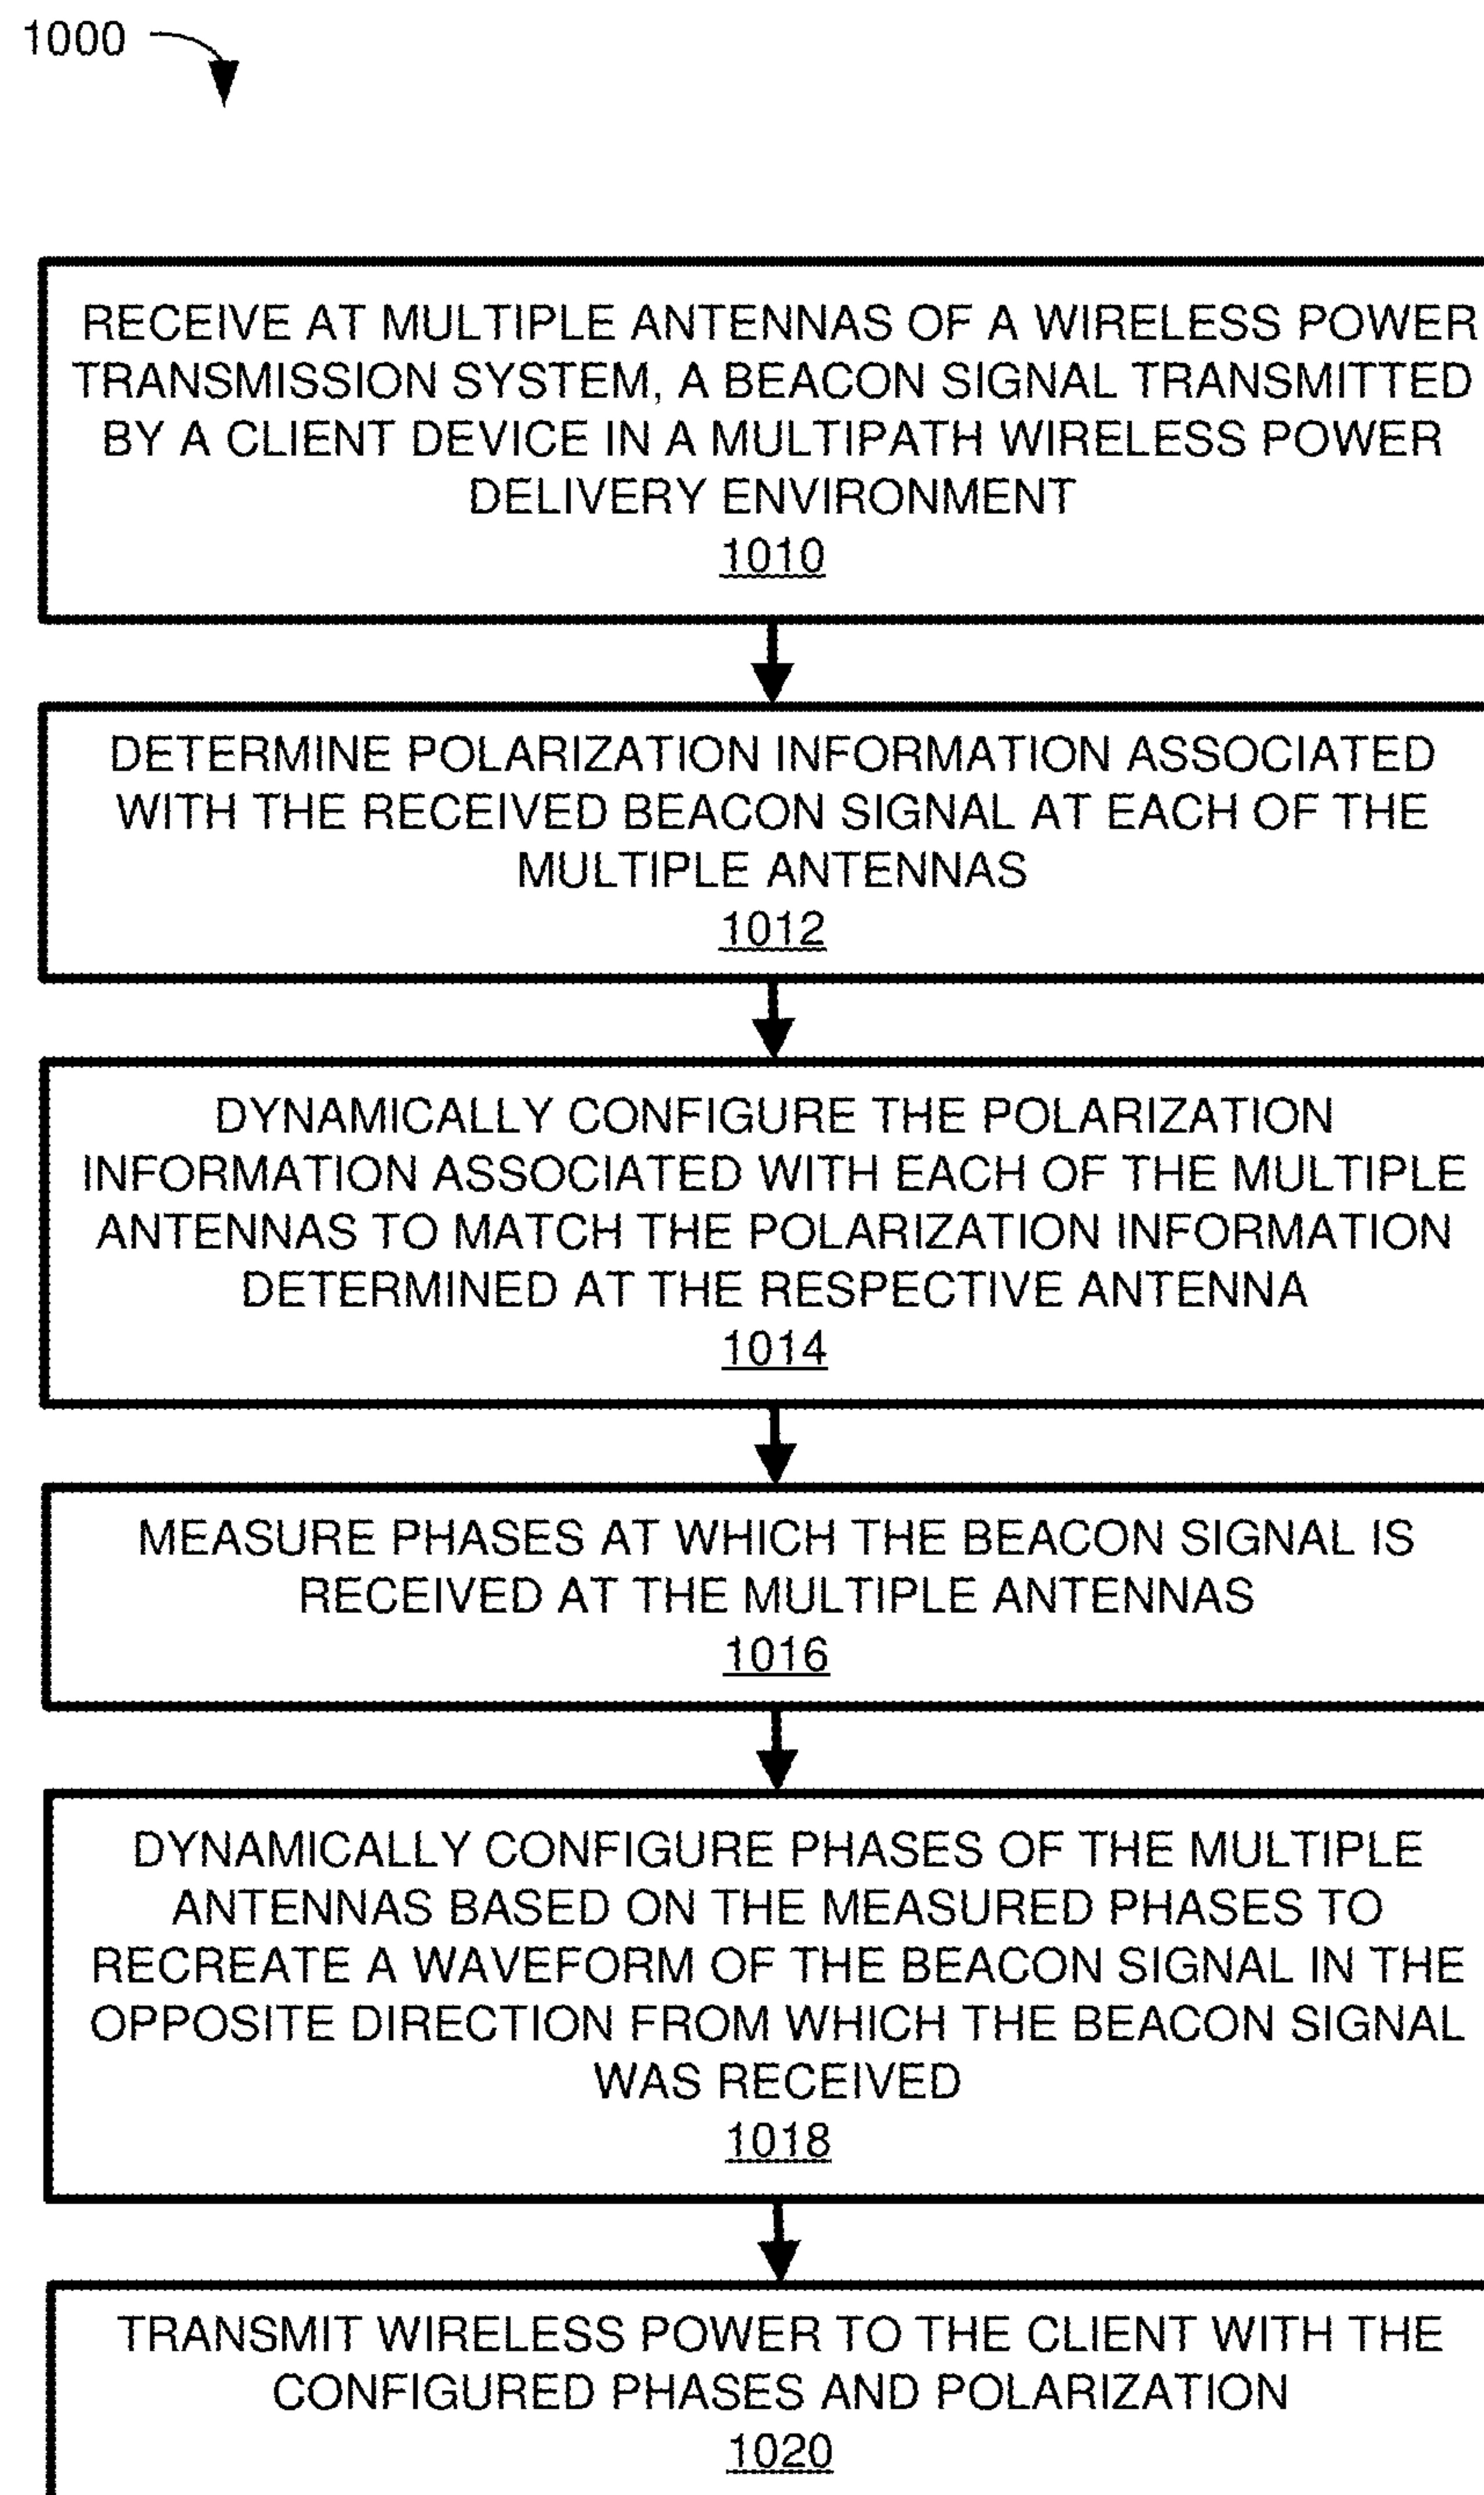 1000
RECEIVE AT MULTIPLE ANTENNAS OF A WIRELESS POWER
TRANSMISSION SYSTEM, A BEACON SIGNAL TRANSMITTED
BY A CLIENT DEVICE IN A MULTIPATH WIRELESS POWER
DELIVERY ENVIRONMENT
1010
DETERMINE POLARIZATION INFORMATION ASSOCIATED
WITH THE RECEIVED BEACON SIGNAL AT EACH OF THE
MULTIPLE ANTENNAS
1012
DYNAMICALLY CONFIGURE THE POLARIZATION
INFORMATION ASSOCIATED WITH EACH OF THE MULTIPLE
ANTENNAS TO MATCH THE POLARIZATION INFORMATION
DETERMINED AT THE RESPECTIVE ANTENNA
1014
MEASURE PHASES AT WHICH THE BEACON SIGNAL IS
RECEIVED AT THE MULTIPLE ANTENNAS
1016
DYNAMICALLY CONFIGURE PHASES OF THE MULTIPLE
ANTENNAS BASED ON THE MEASURED PHASES TO
RECREATE A WAVEFORM OF THE BEACON SIGNAL IN THE
OPPOSITE DIRECTION FROM WHICH THE BEACON SIGNAL
WAS RECEIVED
1018
TRANSMIT WIRELESS POWER TO THE CLIENT WITH THE
CONFIGURED PHASES AND POLARIZATION
1020